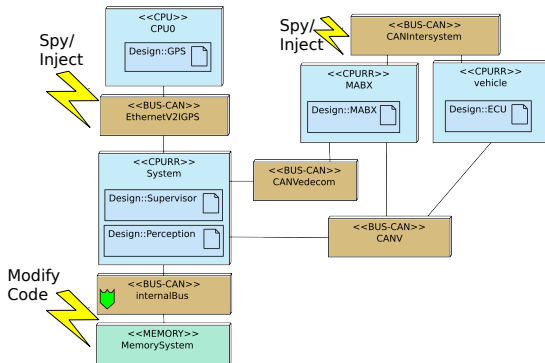 <<CPU>>
CPU0
Design::GPS
Spy/
Inject
<<BUS-CAN>>
EthernetV2IGPS
Spy/
Inject
<<BUS-CAN>>
CANIntersystem
<<CPURR>>
MABX
Design::MABX
<<CPURR>>
vehicle
Design::ECU
<<CPURR>>
System
Design::Supervisor
Design::Perception
<<BUS-CAN>>
CANVedecom
<<BUS-CAN>>
CANV
Modify
Code
<<BUS-CAN>>
internalBus
<<MEMORY>>
MemorySystem